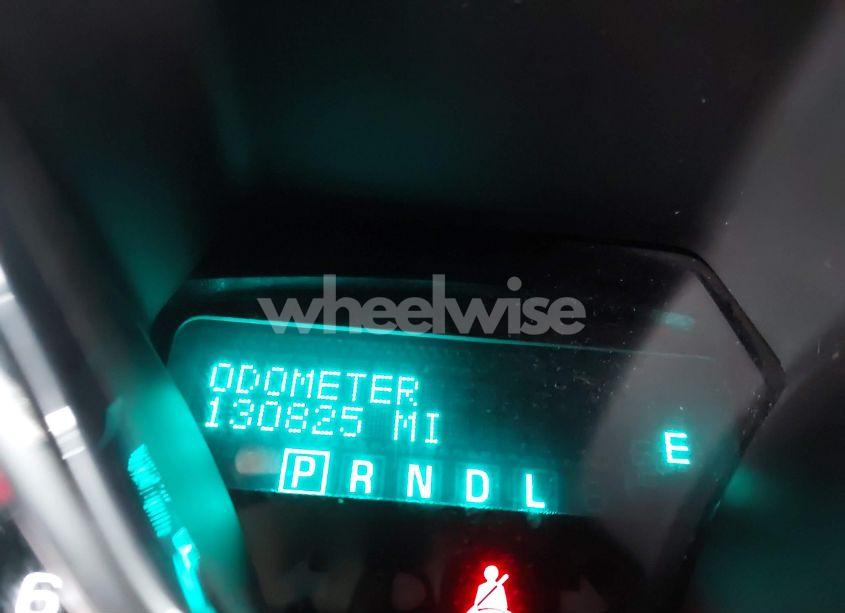 wheelwise
ODOMETER
130825 MI
E
P R N D L
6